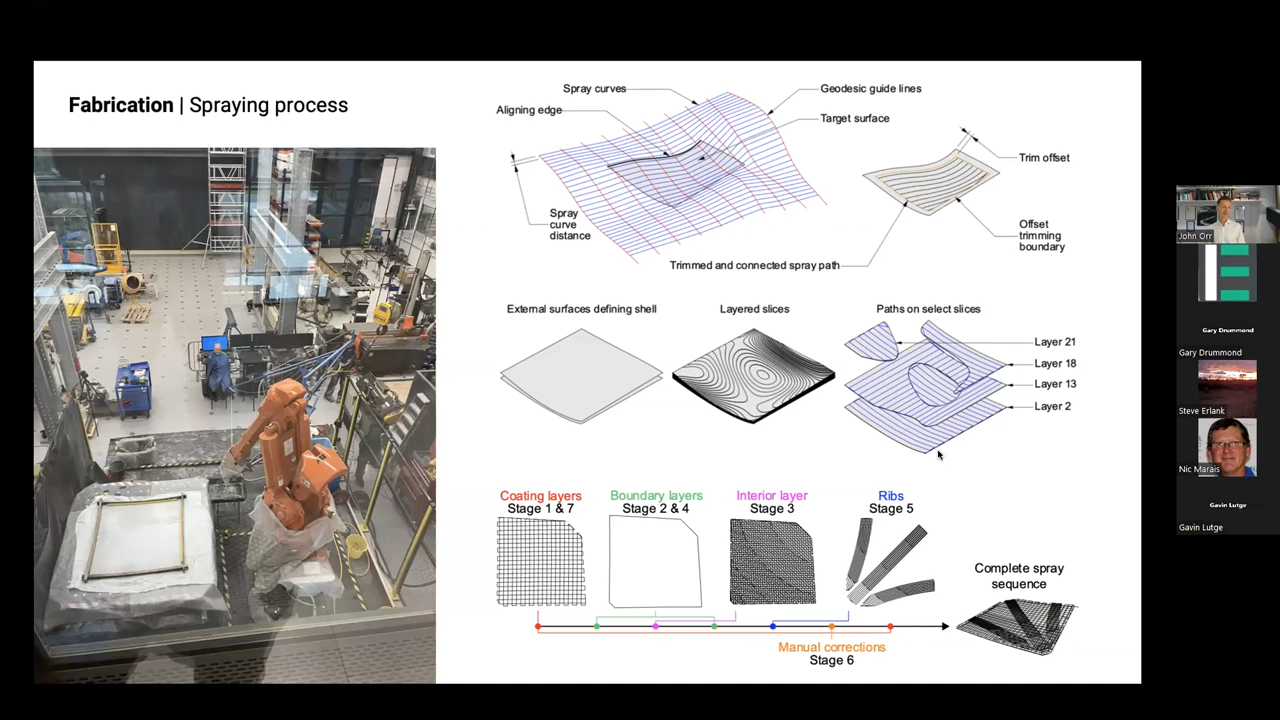 Fabrication | Spraying process
Spray curves
Geodesic guide lines
Aligning edge
Target surface
Trim offset
Spray
curve
distance
Offset
trimming
boundary
Trimmed and connected spray path
External surfaces defining shell
Layered slices
Paths on select slices
Layer 21
Layer 18
Layer 13
Layer 2
Coating layers
Stage 1 & 7
Boundary layers
Stage 2 & 4
Interior layer
Stage 3
Ribs
Stage 5
Complete spray
sequence
Manual corrections
Stage 6
John Orr
Gary Drummond
Gary Drummond
Steve Erlank
Nic Marais
Gavin Lutge
Gavin Lutge